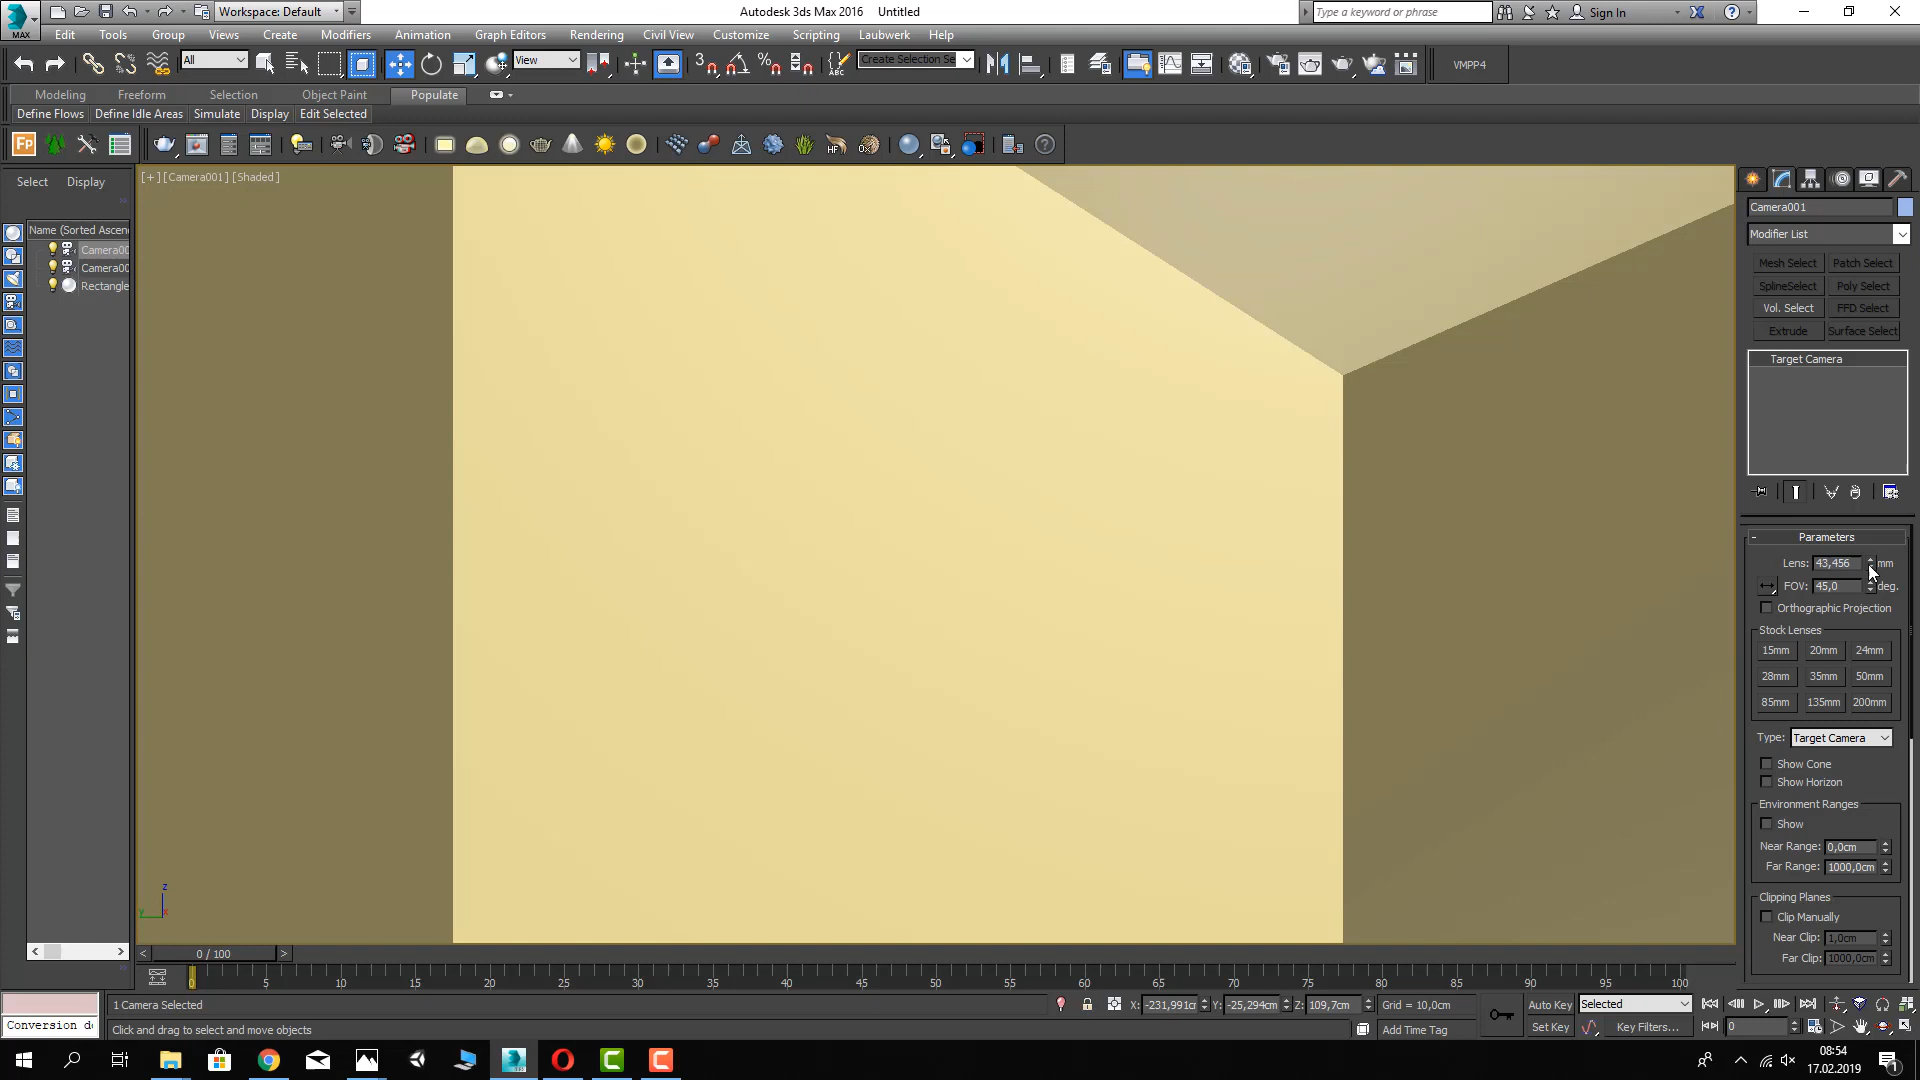 Workspace: Default
Autodesk 3ds Max 2016
Untitled
Type a keyword or phrase
Sign In
MAX
Edit
Tools
Group
Views
Create
Modifiers
Animation
Graph Editors
Rendering
Civil View
Customize
Scripting
Laubwerk
Help
All
View
3
ABC
Create Selection Se
VMPP4
Modeling
Freeform
Selection
Object Paint
Populate
Define Flows
Define Idle Areas
Simulate
Display
Edit Selected
Fp
HF
Select
Display
[+] [Camera001] [Shaded]
Name (Sorted Ascen
Camera00
Camera00
Rectangle
z
y
x
Camera001
Modifier List
Mesh Select
Patch Select
SplineSelect
Poly Select
Vol. Select
FFD Select
Extrude
Surface Select
Target Camera
- Parameters
Lens: 43,456 mm
FOV: 45,0 deg.
Orthographic Projection
Stock Lenses
15mm 20mm 24mm
28mm 35mm 50mm
85mm 135mm 200mm
Type: Target Camera
Show Cone
Show Horizon
Environment Ranges
Show
Near Range: 0,0cm
Far Range: 1000,0cm
Clipping Planes
Clip Manually
Near Clip: 1,0cm
Far Clip: 1000,0cm
< 0 / 100 >
0 5 10 15 20 25 30 35 40 45 50 55 60 65 70 75 80 85 90 95 100
1 Camera Selected
X: -231,991cr
Y: -25,294cm
Z: 109,7cm
Grid = 10,0cm
Auto Key
Selected
Conversion
Click and drag to select and move objects
Add Time Tag
Set Key
Key Filters...
0
08:54
17.02.2019
1